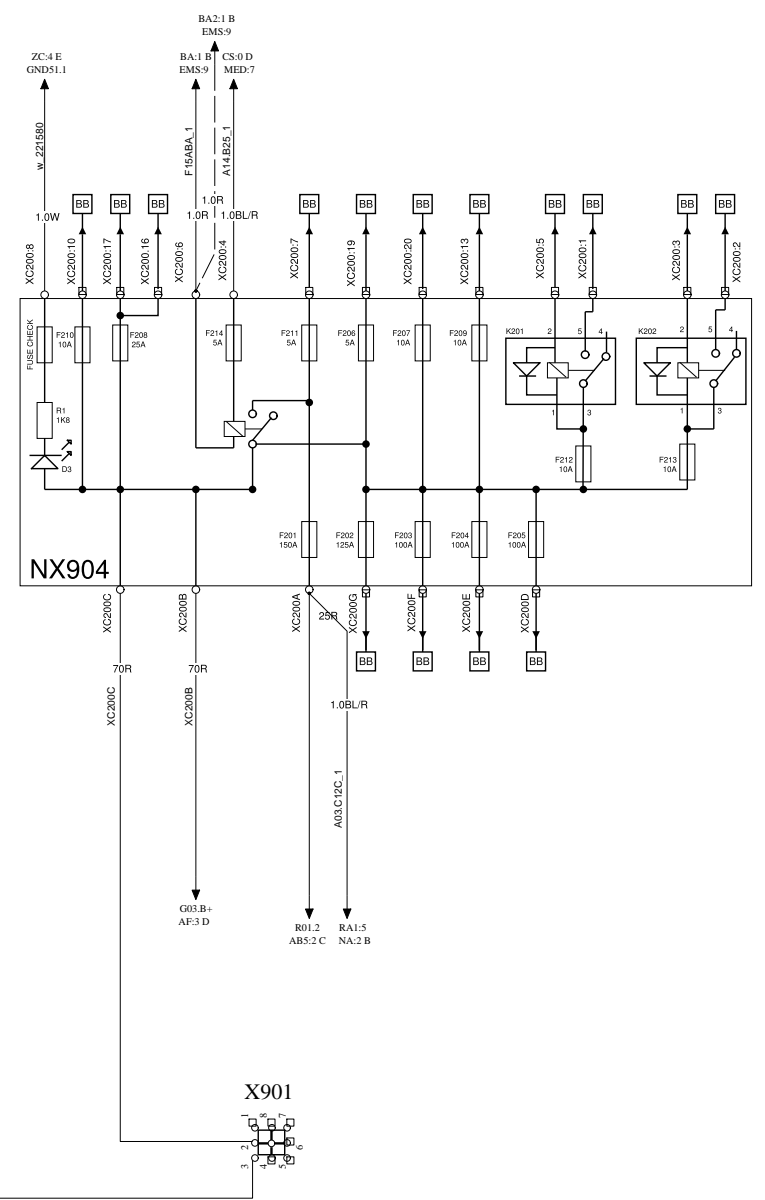 BA2:1 B
EMS:9
ZC:4 E
GND51.1
BA:1 B
EMS:9
CS:0 D
MED:7
w_221580
F15ABA_1
A14.B25_1
1.0W
1.0R
1.0R
1.0BL/R
BB
BB
BB
BB
BB
BB
BB
BB
BB
BB
BB
XC200:8
XC200:10
XC200:17
XC200.16
XC200:6
XC200:4
XC200:7
XC200:19
XC200:20
XC200:13
XC200:5
XC200:1
XC200:3
XC200:2
FUSE CHECK
F210
10A
F208
25A
F214
5A
F211
5A
F206
5A
F207
10A
F209
10A
K201
2
5
4
1
3
K202
2
5
4
1
3
R1
1K8
D3
F212
10A
F213
10A
F201
150A
F202
125A
F203
100A
F204
100A
F205
100A
NX904
XC200C
XC200B
XC200A
25R
XC200G
XC200F
XC200E
XC200D
BB
BB
BB
BB
70R
70R
XC200C
XC200B
1.0BL/R
A03.C12C_1
G03.B+
AF:3 D
R01.2
AB5:2 C
RA1:5
NA:2 B
X901
1
8
7
2
6
3
4
5